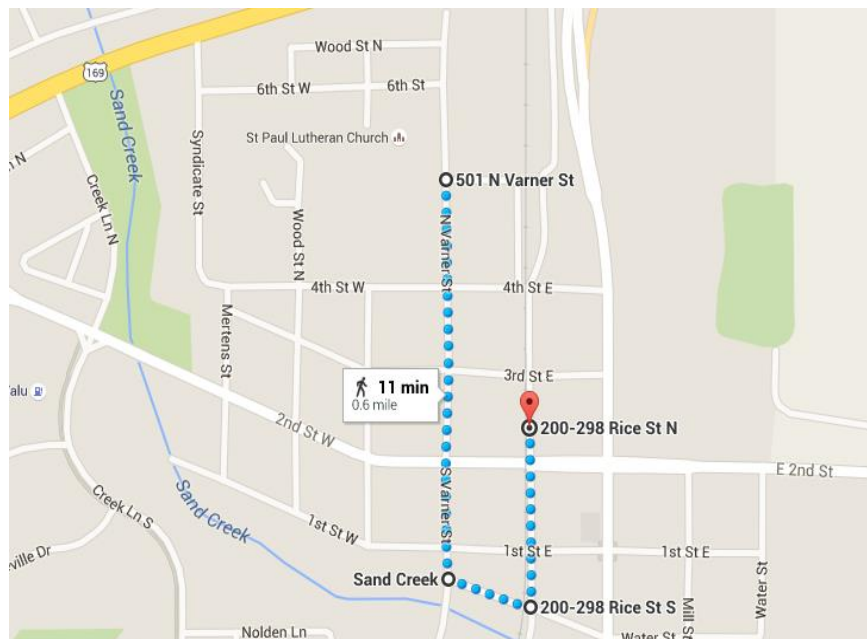 Wood St N
169
6th St W
6th St
Sand Creek
St Paul Lutheran Church
Syndicate St
501 N Varner St
Creek Ln N
Wood St N
N Varner St
4th St W
4th St E
Mertens St
3rd St E
11 min
0.6 mile
200-298 Rice St N
2nd St W
E 2nd St
S Varner St
Sand Creek
Creek Ln S
1st St W
1st St E
1st St E
Sand Creek
200-298 Rice St S
Mill St
Water St
Nolden Ln
Water St